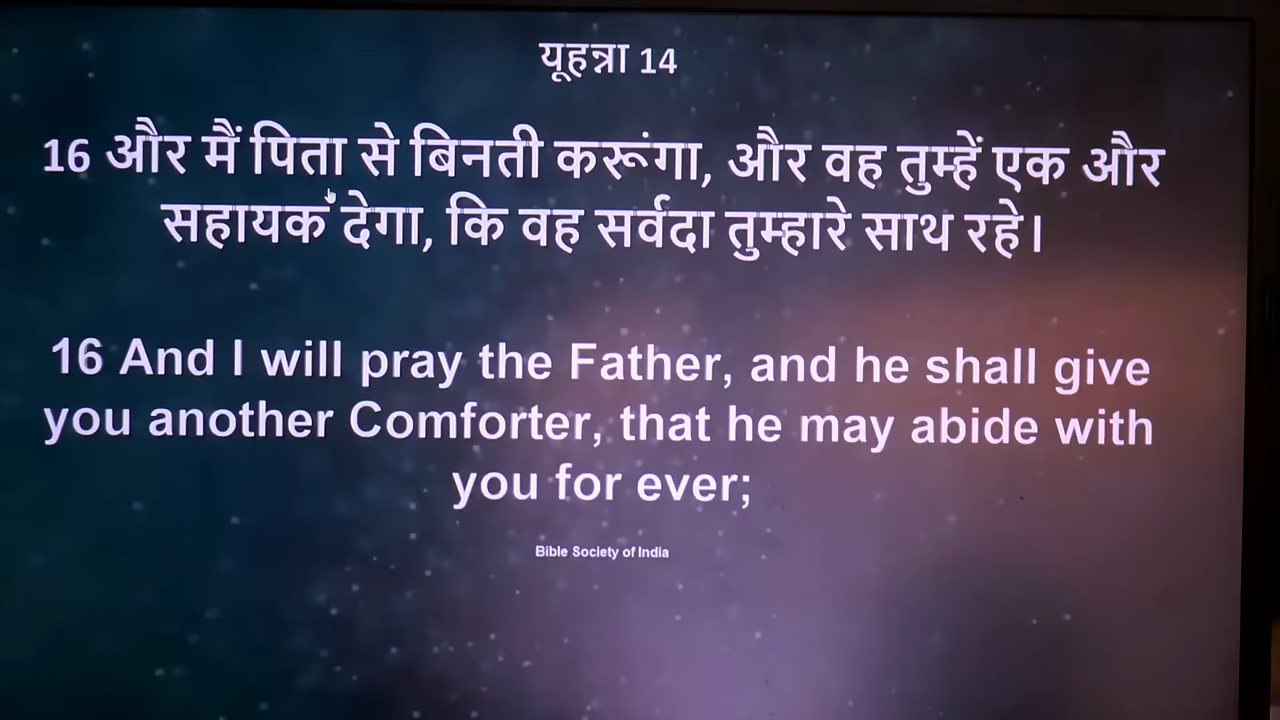 यूहन्ना 14
16 और मैं पिता से बिनती करूंगा, और वह तुम्हें एक और
सहायक देगा, कि वह सर्वदा तुम्हारे साथ रहे।
16 And I will pray the Father, and he shall give
you another Comforter, that he may abide with
you for ever;
Bible Society of India